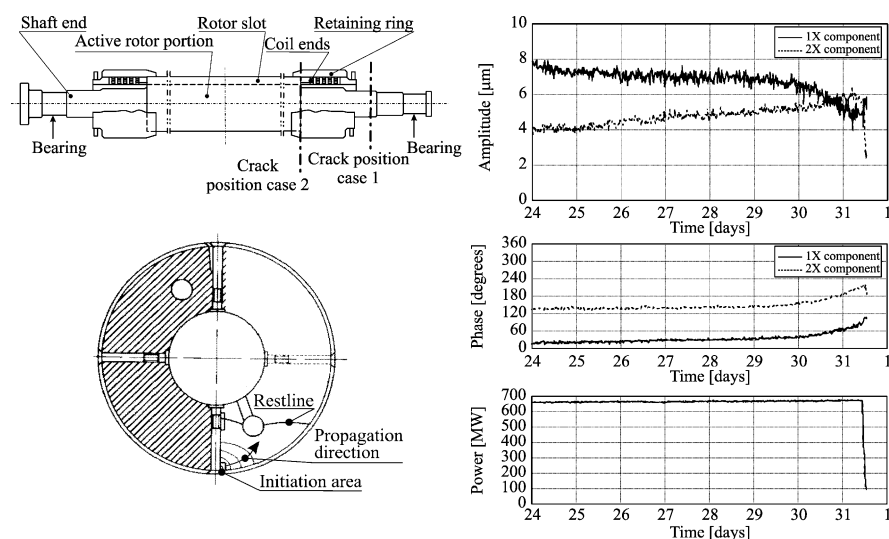 Shaft end
Rotor slot
Retaining ring
Active rotor portion
Coil ends
Bearing
Crack
position case 2
Crack position
case 1
Bearing
Restline
Propagation
direction
Initiation area
Amplitude [μm]
10
8
6
4
2
0
1X component
2X component
24 25 26 27 28 29 30 31 1
Time [days]
Phase [degrees]
360
300
240
180
120
60
0
1X component
2X component
24 25 26 27 28 29 30 31 1
Time [days]
Power [MW]
700
600
500
400
300
200
100
0
24 25 26 27 28 29 30 31 1
Time [days]